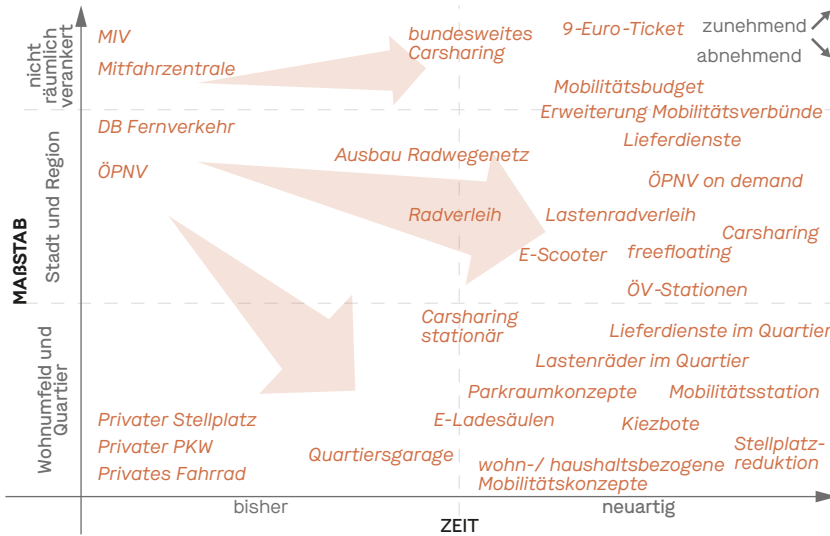 MIV
Mitfahrzentrale
bundesweites
Carsharing
9-Euro-Ticket
zunehmend
abnehmend
Mobilitätsbudget
Erweiterung Mobilitätsverbünde
nicht
räumlich
verankert
DB Fernverkehr
ÖPNV
Ausbau Radwegenetz
Lieferdienste
ÖPNV on demand
Radverleih
Lastenradverleih
Carsharing
E-Scooter
freefloating
ÖV-Stationen
Stadt und Region
MAẞSTAB
Carsharing
stationär
Lieferdienste im Quartier
Lastenräder im Quartier
Parkraumkonzepte
Mobilitätsstation
Privater Stellplatz
E-Ladesäulen
Kiezbote
Privater PKW
Quartiersgarage
Stellplatz-
reduktion
Privates Fahrrad
wohn-/ haushaltsbezogene
Mobilitätskonzepte
Wohnumfeld und
Quartier
bisher
neuartig
ZEIT